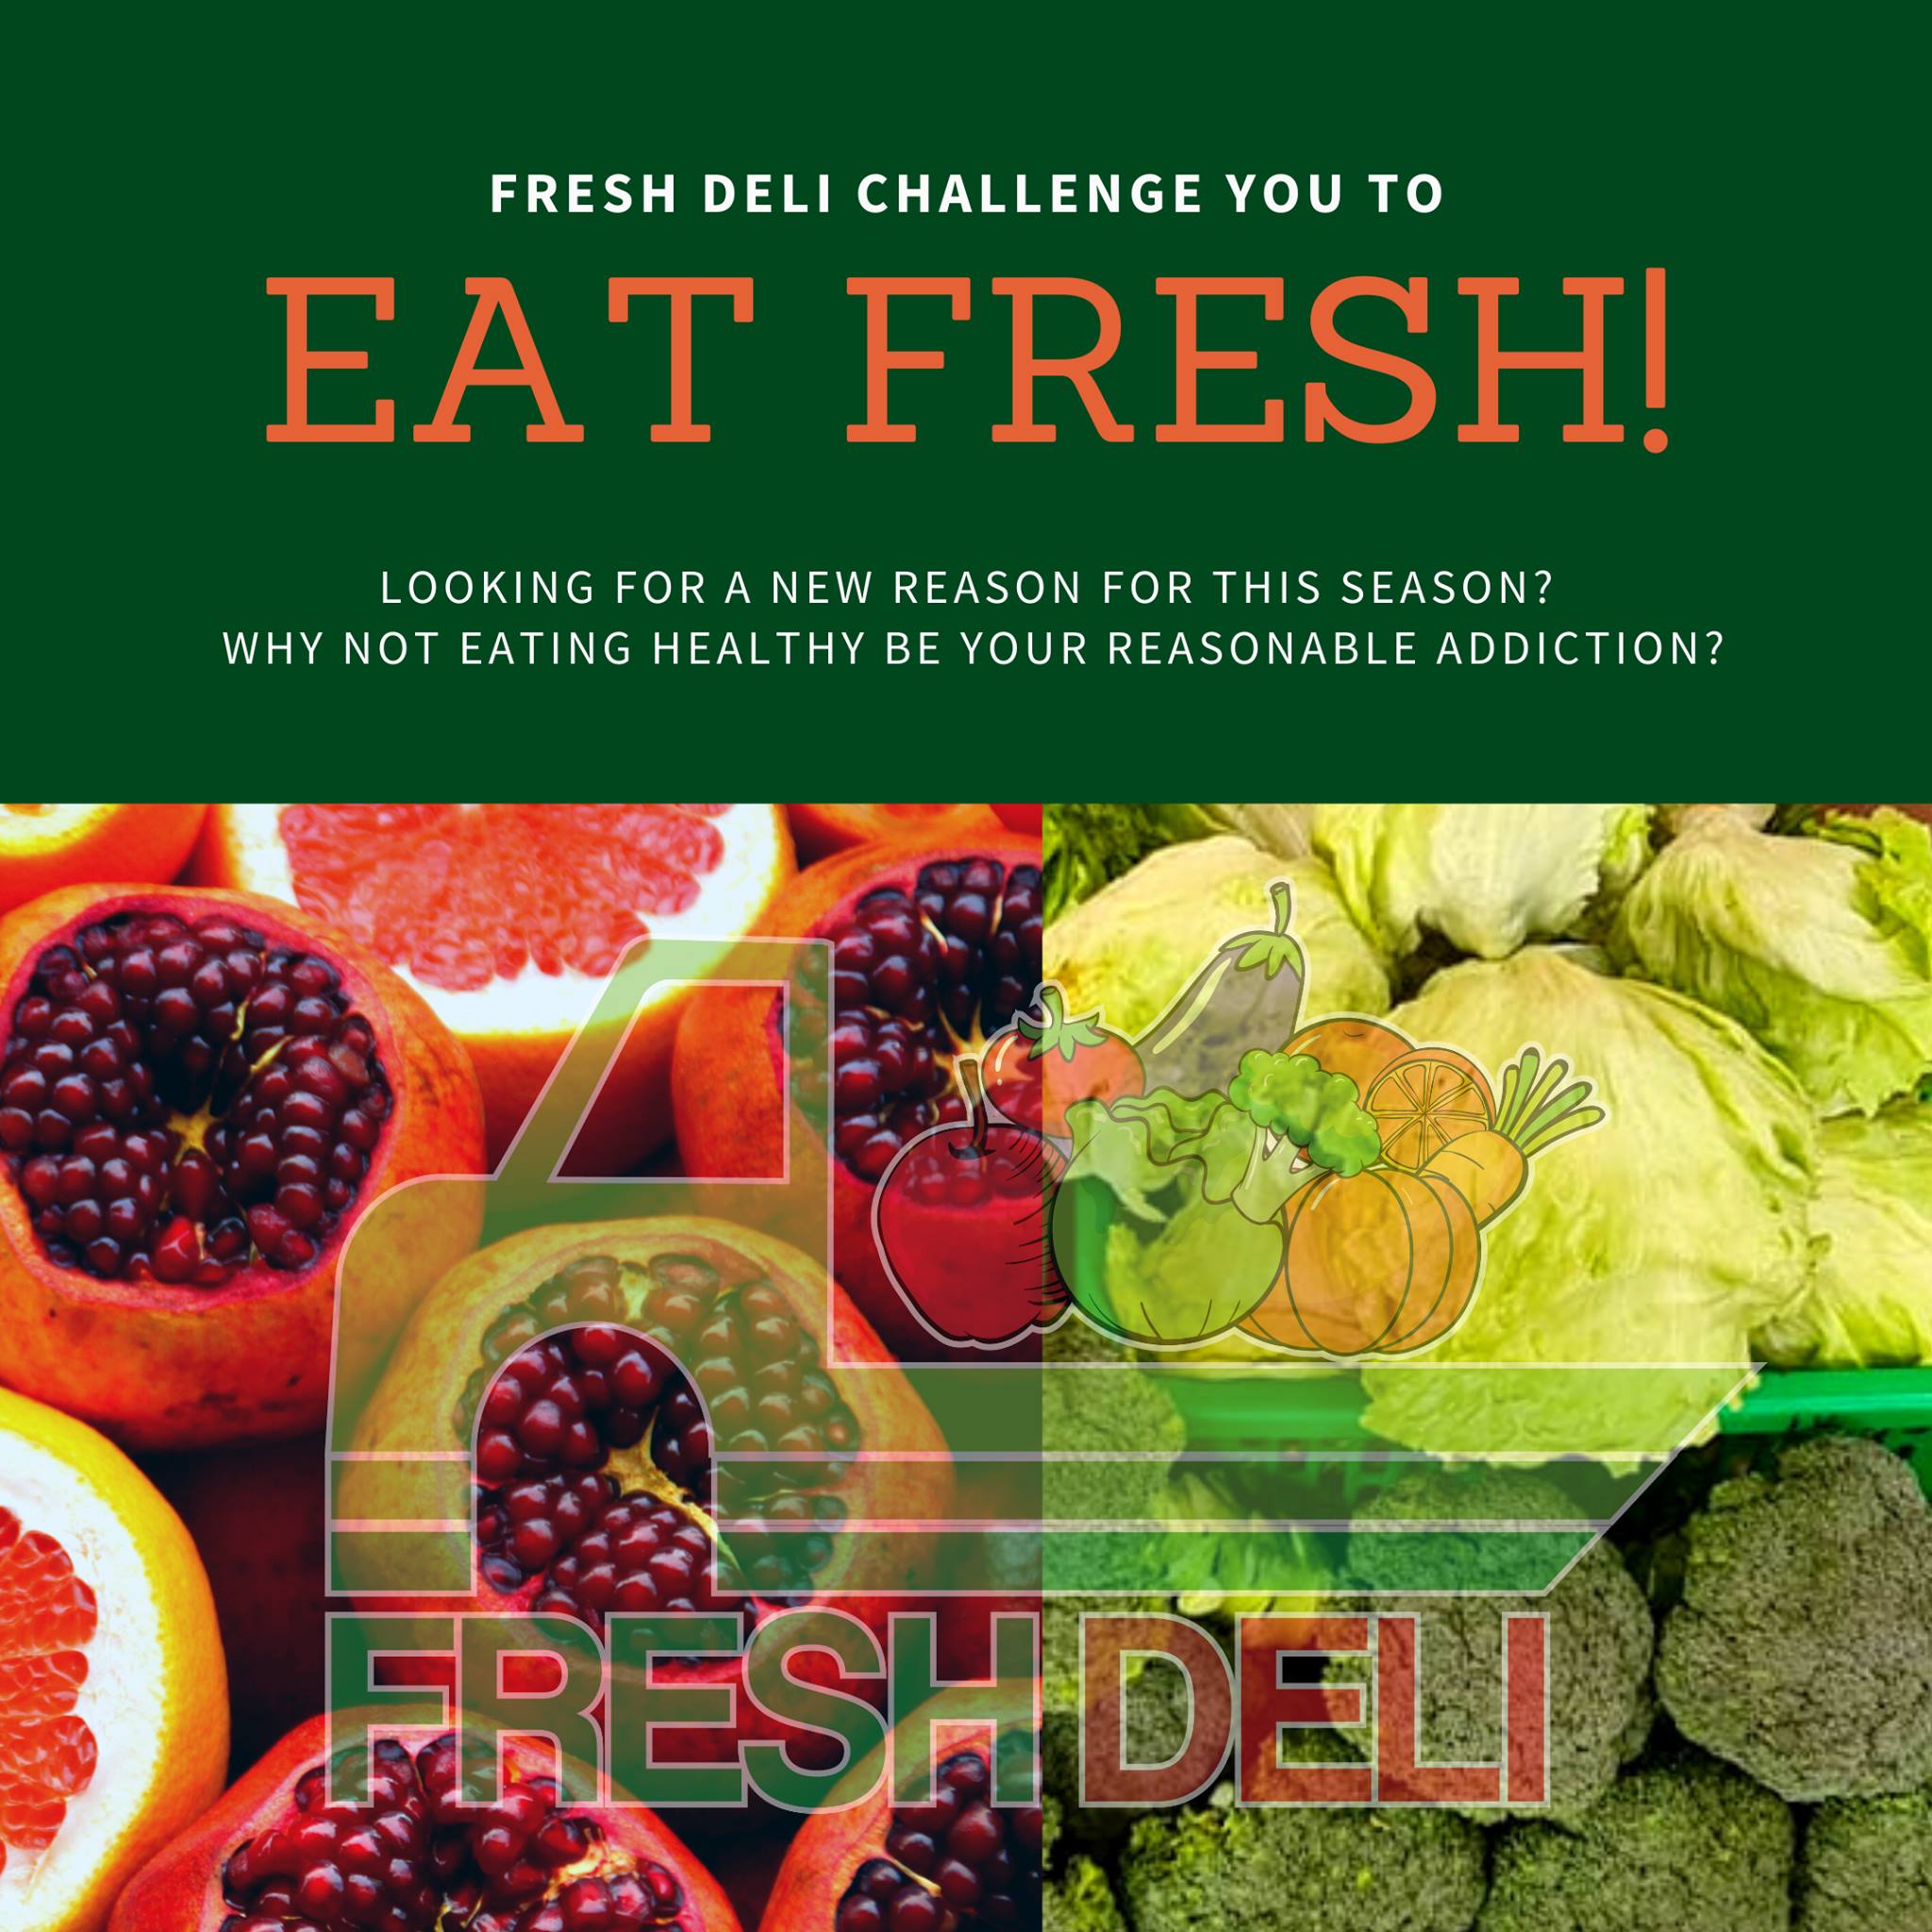 FRESH DELI CHALLENGE YOU TO
EAT FRESH!
LOOKING FOR A NEW REASON FOR THIS SEASON?
WHY NOT EATING HEALTHY BE YOUR REASONABLE ADDICTION?
FRESH DELI